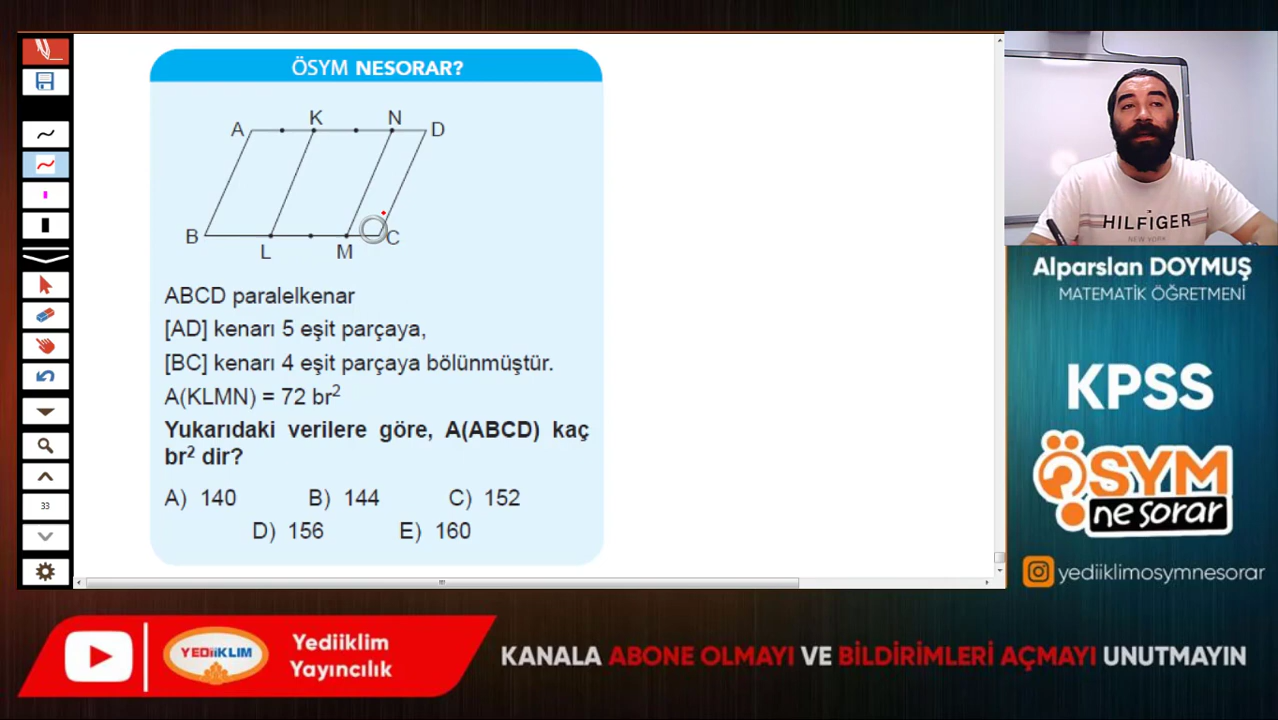 ÖSYM NESORAR?
A K N D
B L M C
ABCD paralelkenar
[AD] kenarı 5 eşit parçaya,
[BC] kenarı 4 eşit parçaya bölünmüştür.
A(KLMN) = 72 br²
Yukarıdaki verilere göre, A(ABCD) kaç
br² dir?
A) 140 B) 144 C) 152
D) 156 E) 160
33
HILFIGER
NEW YORK
Alparslan DOYMUŞ
MATEMATİK ÖĞRETMENİ
KPSS
ÖSYM
ne sorar
yediiklimosymnesorar
YEDİİKLİM
Yediiklim
Yayıncılık
KANALA ABONE OLMAYI VE BİLDİRİMLERİ AÇMAYI UNUTMAYIN